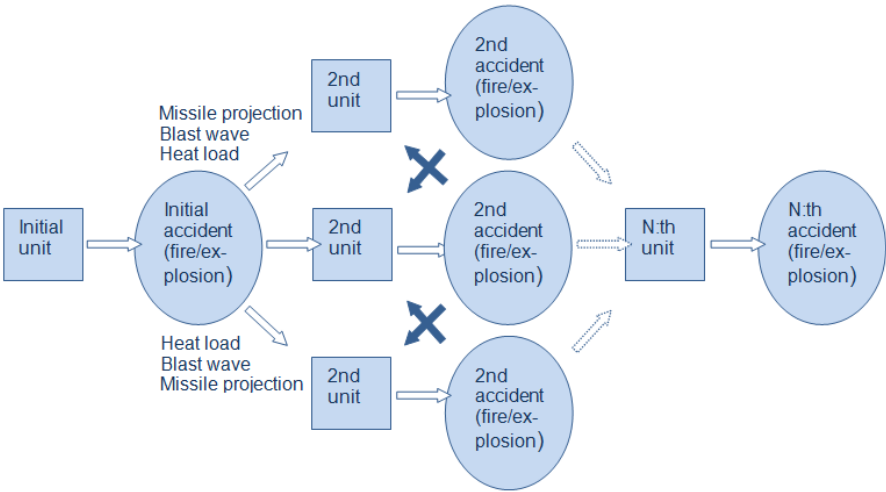 Initial
unit
Initial
accident
(fire/ex-
plosion)
Missile projection
Blast wave
Heat load
Heat load
Blast wave
Missile projection
2nd
unit
2nd
accident
(fire/ex-
plosion)
2nd
unit
2nd
accident
(fire/ex-
plosion)
2nd
unit
2nd
accident
(fire/ex-
plosion)
N:th
unit
N:th
accident
(fire/ex-
plosion)